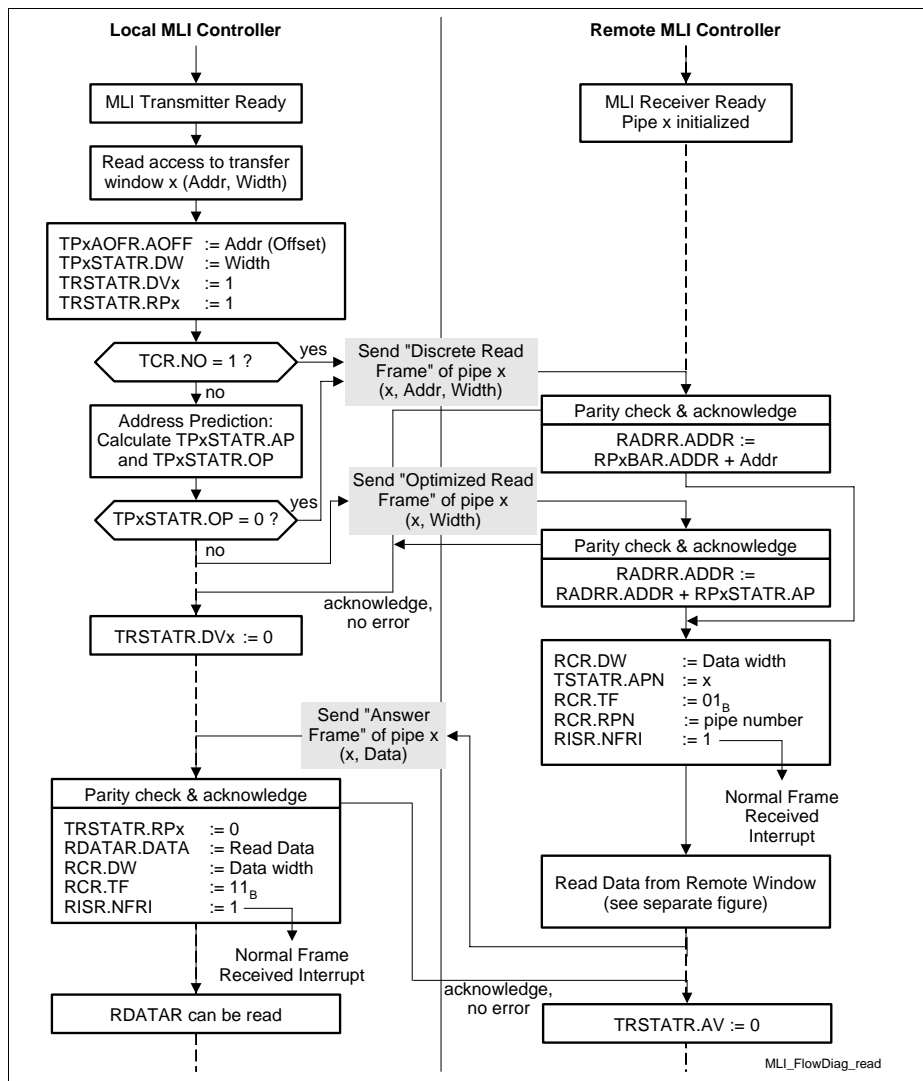 Local MLI Controller
Remote MLI Controller
MLI Transmitter Ready
MLI Receiver Ready
Pipe x initialized
Read access to transfer
window x (Addr, Width)
TPxAOFR.AOFF := Addr (Offset)
TPxSTATR.DW := Width
TRSTATR.DVx := 1
TRSTATR.RPx := 1
TCR.NO = 1 ?
yes
no
Send "Discrete Read
Frame" of pipe x
(x, Addr, Width)
Address Prediction:
Calculate TPxSTATR.AP
and TPxSTATR.OP
Parity check & acknowledge
RADRR.ADDR :=
RPxBAR.ADDR + Addr
TPxSTATR.OP = 0 ?
yes
no
Send "Optimized Read
Frame" of pipe x
(x, Width)
Parity check & acknowledge
RADRR.ADDR :=
RADRR.ADDR + RPxSTATR.AP
acknowledge,
no error
TRSTATR.DVx := 0
RCR.DW := Data width
TSTATR.APN := x
RCR.TF := 01B
RCR.RPN := pipe number
RISR.NFRI := 1
Normal Frame
Received
Interrupt
Send "Answer
Frame" of pipe x
(x, Data)
Parity check & acknowledge
TRSTATR.RPx := 0
RDATAR.DATA := Read Data
RCR.DW := Data width
RCR.TF := 11B
RISR.NFRI := 1
Normal Frame
Received Interrupt
Read Data from Remote Window
(see separate figure)
acknowledge,
no error
RDATAR can be read
TRSTATR.AV := 0
MLI_FlowDiag_read